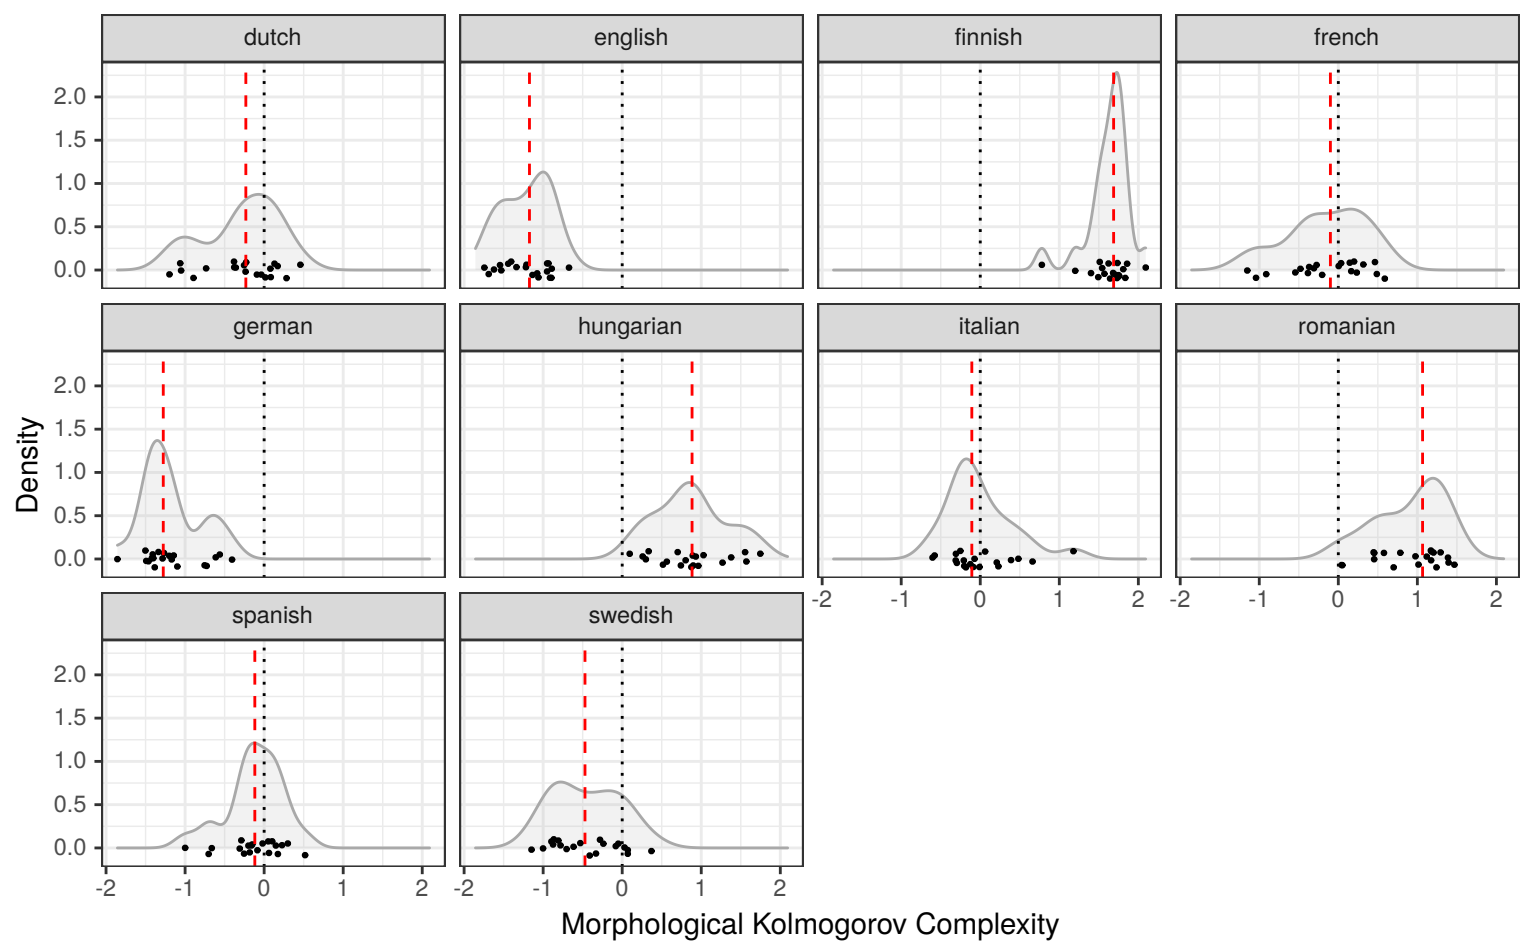 dutch english finnish french
2.0
1.5
1.0
0.5
0.0
german hungarian italian romanian
2.0
1.5
1.0
0.5
0.0
-2 -1 0 1 2 -2 -1 0 1 2
spanish swedish
2.0
1.5
1.0
0.5
0.0
-2 -1 0 1 2 -2 -1 0 1 2
Density
Morphological Kolmogorov Complexity